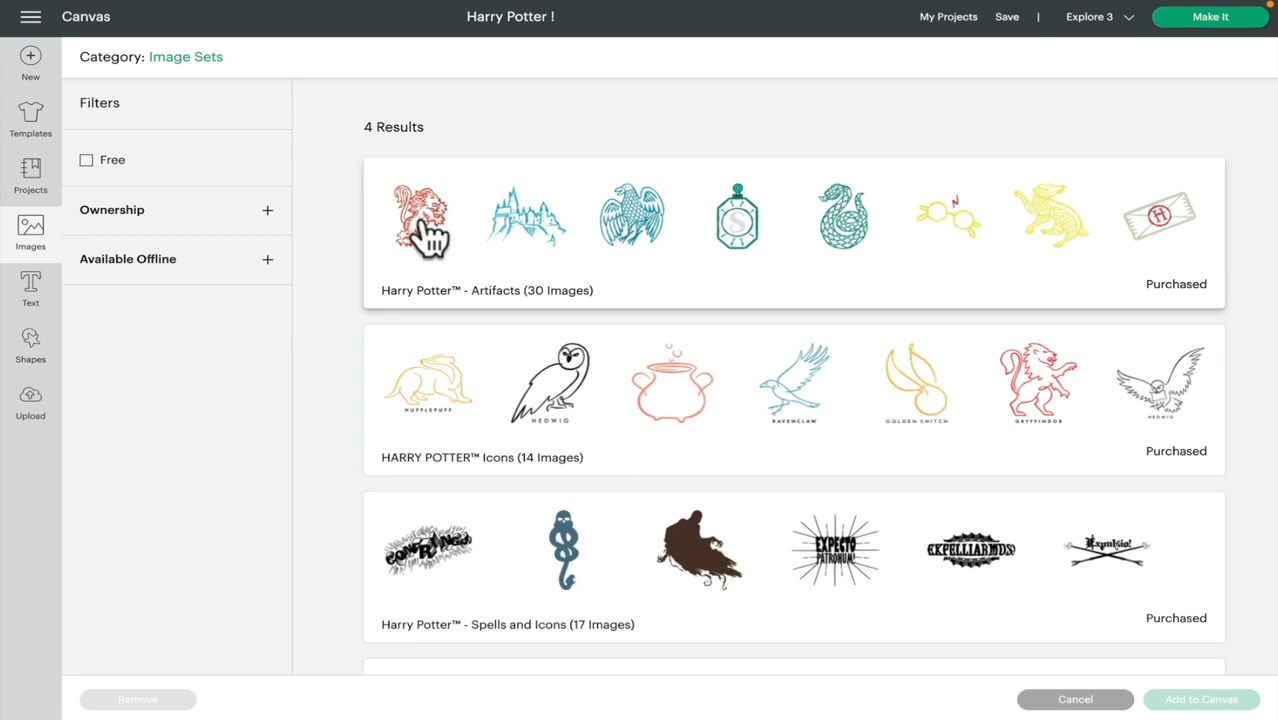 Canvas
Harry Potter !
My Projects
Save
|
Explore 3
Make It
New
Templates
Projects
Images
Text
Shapes
Upload
Category: Image Sets
Filters
Free
Ownership
Available Offline
4 Results
S
H
Harry Potter™ - Artifacts (30 Images)
Purchased
HUFFLEPUFF
HEDWIG
RAVENCLAW
GOLDEN SNITCH
GRYFFINDOR
HEDWIG
HARRY POTTER™ Icons (14 Images)
Purchased
CONFRINGO
EXPECTO
PATRONUM!
EXPELLIARMUS
Expulso!
Harry Potter™ - Spells and Icons (17 Images)
Purchased
Remove
Cancel
Add to Canvas